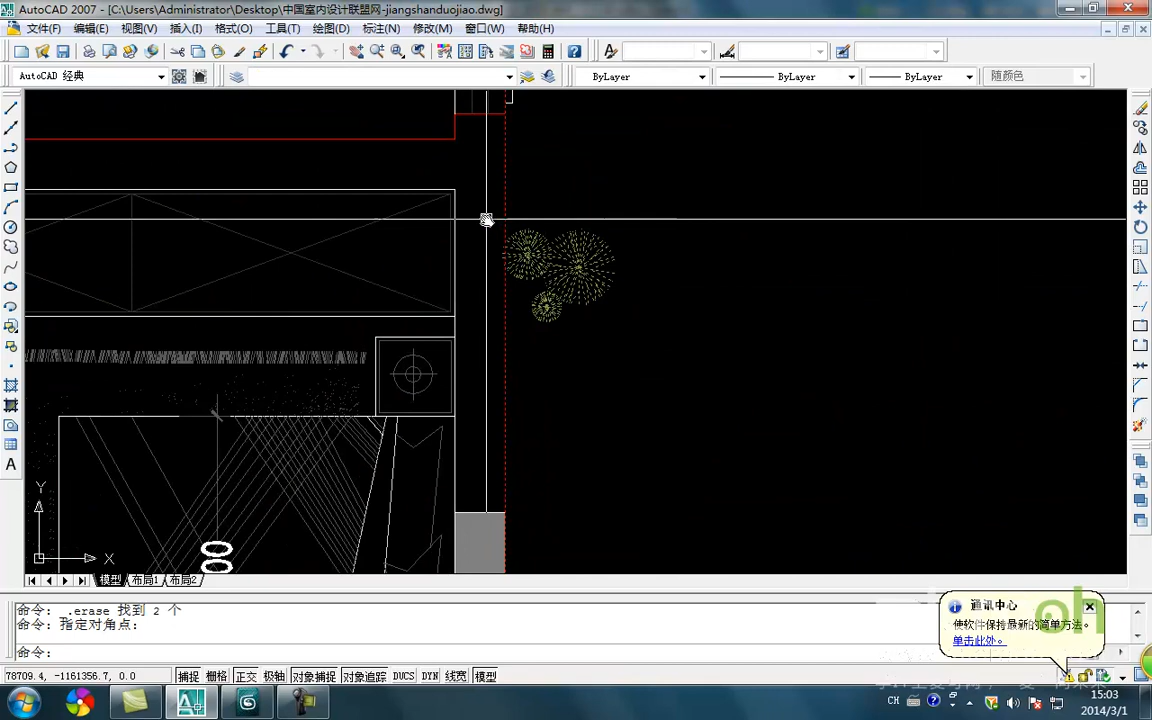 AutoCAD 2007 - [C:\Users\Administrator\Desktop\中国室内设计联盟网-jiangshanduojiao.dwg]
文件(F) 编辑(E) 视图(V) 插入(I) 格式(O) 工具(T) 绘图(D) 标注(N) 修改(M) 窗口(W) 帮助(H)
AutoCAD 经典 ByLayer ByLayer ByLayer 随颜色
Y
X
模型 布局1 布局2
命令: _.erase 找到 2 个
命令: 指定对角点:
命令:
通讯中心
使软件保持最新的简单方法。
单击此处。
oh
78709.4, -1161356.7, 0.0 捕捉 栅格 正交 极轴 对象捕捉 对象追踪 DUCS DYN 线宽 模型
CH 15:03
2014/3/1